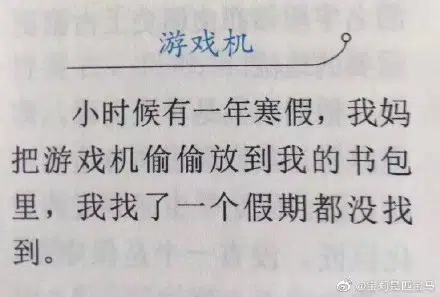 游戏机
小时候有一年寒假，我妈
把游戏机偷偷放到我的书包
里，我找了一个假期都没找
到。